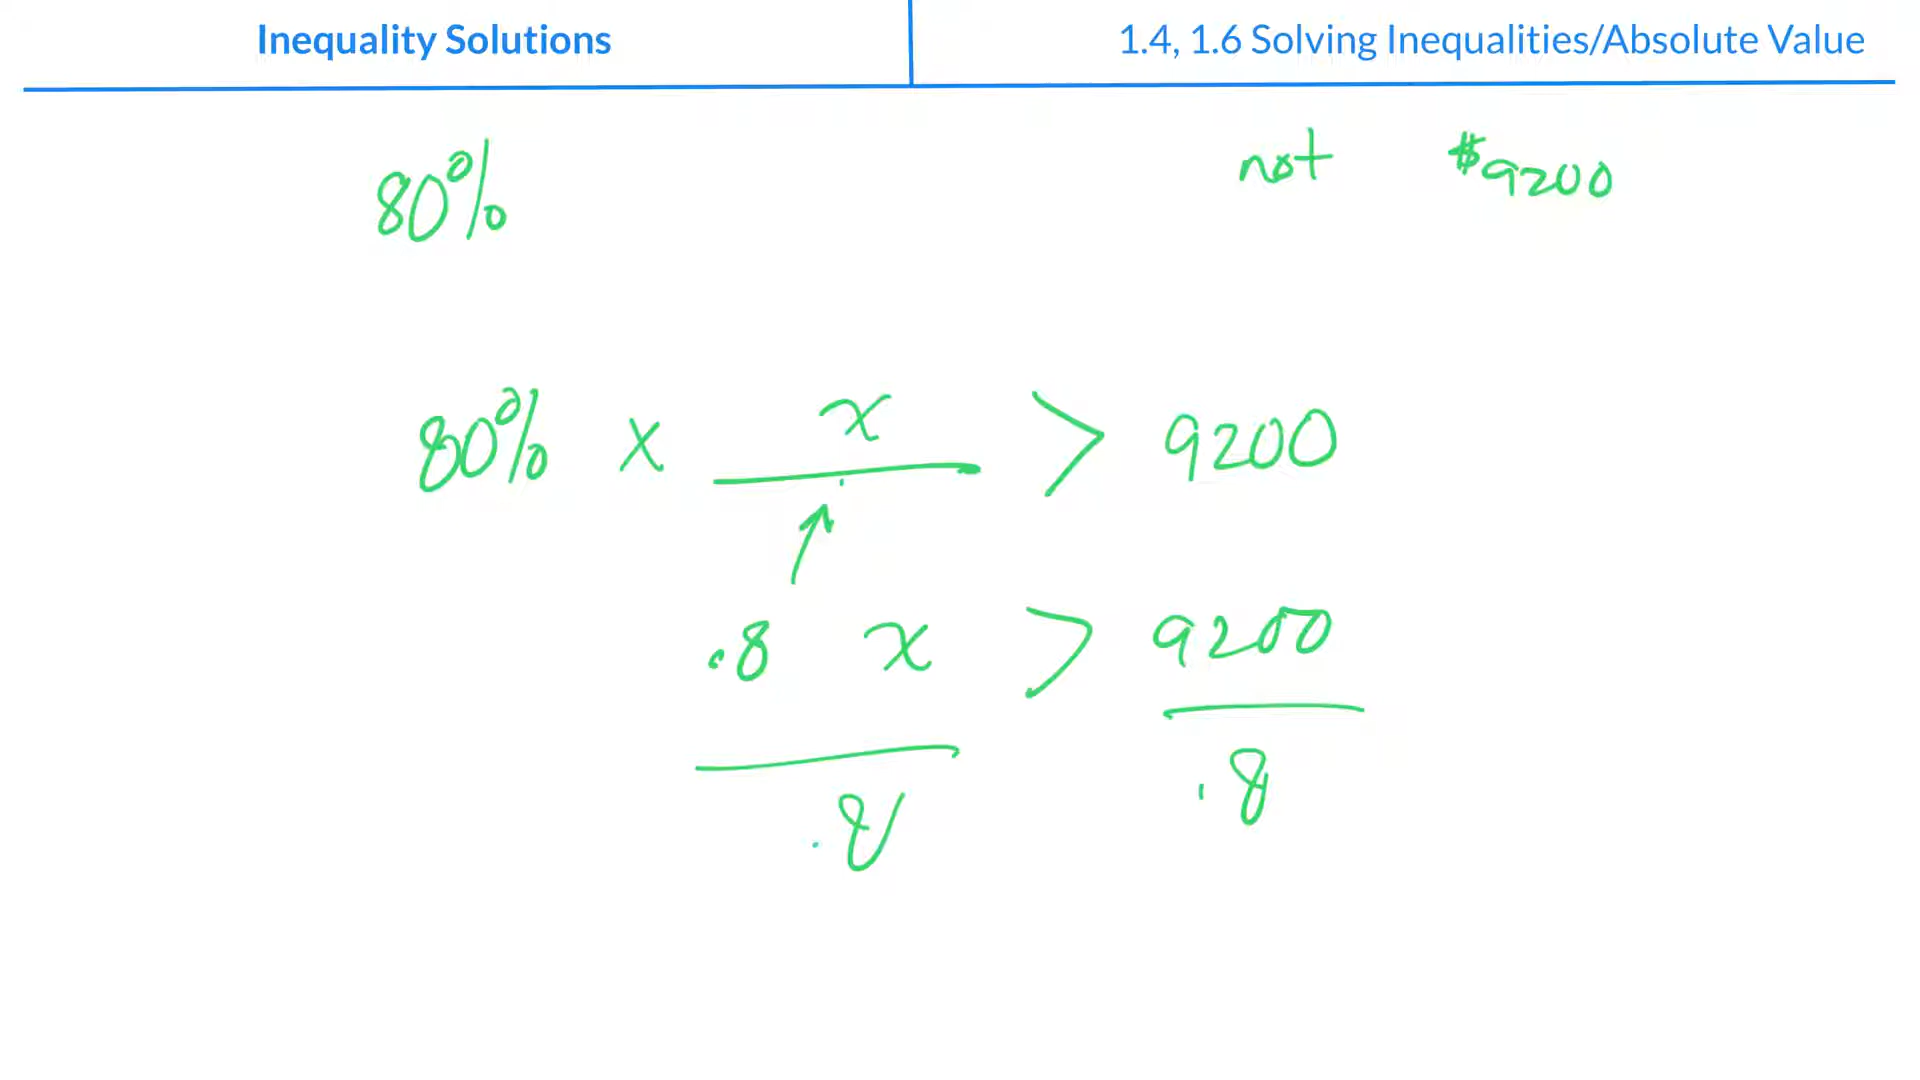 Inequality Solutions
1.4, 1.6 Solving Inequalities/Absolute Value
80%
not $9200
80% x x > 9200
.8 x > 9200
.8 .8